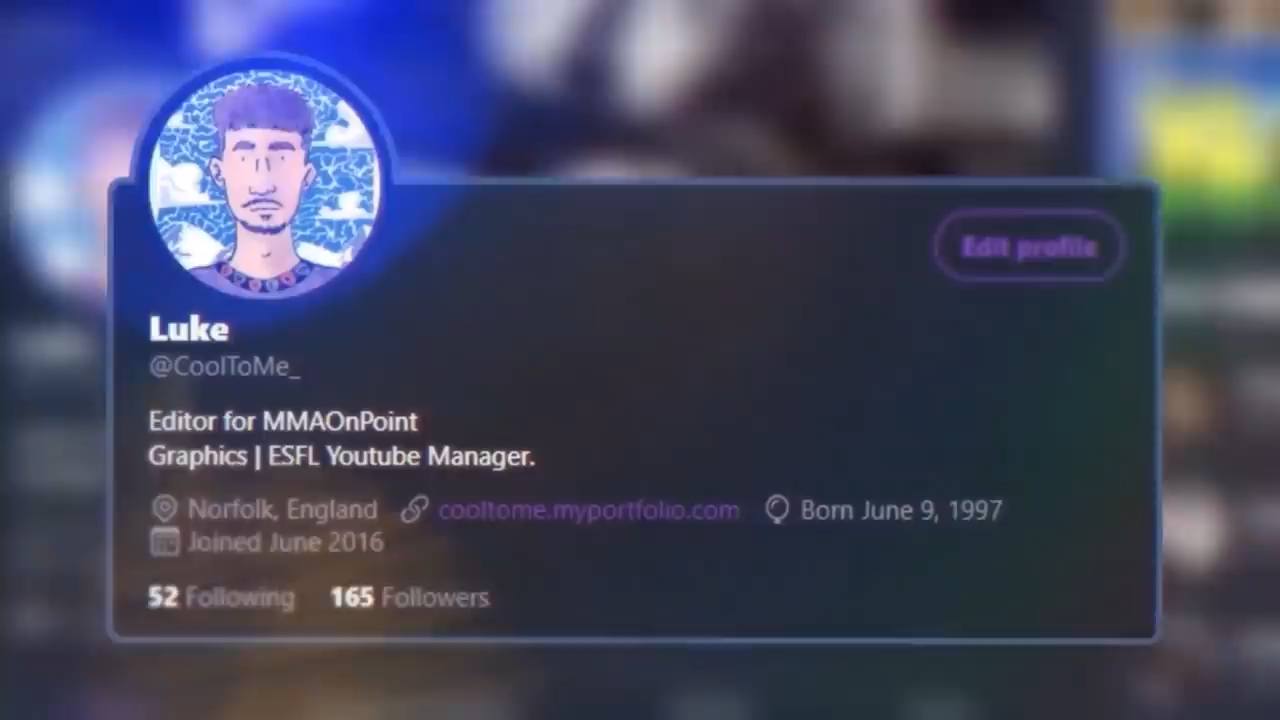 Edit profile
Luke
@CoolToMe_
Editor for MMAOnPoint
Graphics | ESFL Youtube Manager.
Norfolk, England cooltome.myportfolio.com Born June 9, 1997
Joined June 2016
52 Following 165 Followers